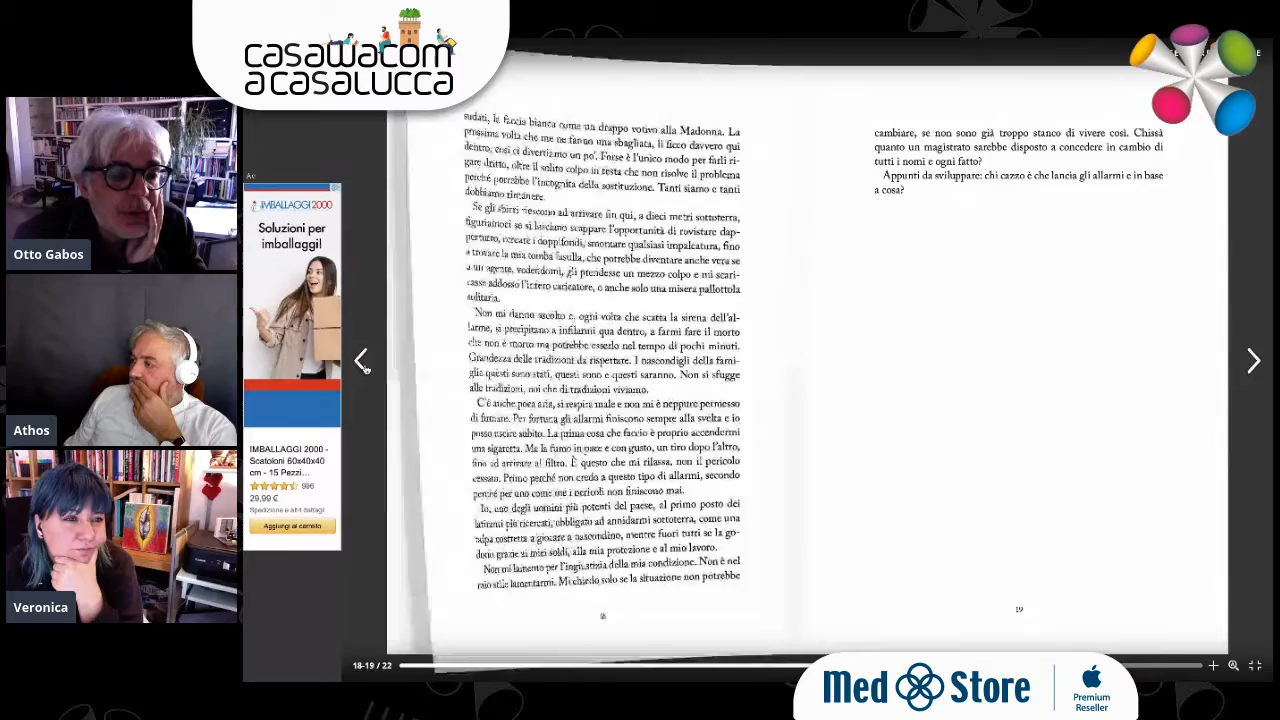 casawacom
a casalucca
Otto Gabos
Athos
Veronica
IMBALLAGGI 2000
Soluzioni per
imballaggi!
IMBALLAGGI 2000 -
Scatoloni 60x40x40
cm - 15 Pezzi...
996
29,99 €
Spedizione e altri dettagli
Aggiungi al carrello
sudati, la faccia bianca come un drappo votivo alla Madonna. La
prossima volta che me ne fanno una sbagliata, li ficco davvero qui
dentro, così ci divertiamo un po'. Forse è l'unico modo per farli ri-
gare dritto, oltre il solito colpo in testa che non risolve il problema
perché porrebbe l'incognita della sostituzione. Tanti siamo e tanti
dobbiamo rimanere.
Se gli sbirri riescono ad arrivare fin qui, a dieci metri sottoterra,
figuriamoci se si lasciano scappare l'opportunità di rovistare dap-
pertutto, cercare i doppifondi, smontare qualsiasi impalcatura, fino
a trovare la mia tomba fasulla, che potrebbe diventare anche vera se
a un agente, vedendomi, gli prendesse un mezzo colpo e mi scari-
casse addosso l'intero caricatore, o anche solo una misera pallottola
solitaria.
Non mi danno ascolto e, ogni volta che scatta la sirena dell'al-
larme, si precipitano a infilarmi qua dentro, a farmi fare il morto
che non è morto ma potrebbe esserlo nel tempo di pochi minuti.
Grandezza delle tradizioni da rispettare. I nascondigli della fami-
glia questi sono stati, questi sono e questi saranno. Non si sfugge
alle tradizioni, noi che di tradizioni viviamo.
C'è anche poca aria, si respira male e non mi è neppure permesso
di fumare. Per fortuna gli allarmi finiscono sempre alla svelta e io
posso uscire subito. La prima cosa che faccio è proprio accendermi
una sigaretta. Me la fumo in pace e con gusto, un tiro dopo l'altro,
fino ad arrivare al filtro. È questo che mi rilassa, non il pericolo
cessato. Primo perché non credo a questo tipo di allarmi, secondo
perché per uno come me i pericoli non finiscono mai.
Io, uno degli uomini più potenti del paese, al primo posto dei
latitanti più ricercati, obbligato ad annidarmi sottoterra, come una
talpa costretta a giocare a nascondino, mentre fuori tutti se la go-
dono grazie ai miei soldi, alla mia protezione e al mio lavoro.
Non mi lamento per l'ingiustizia della mia condizione. Non è nel
mio stile lamentarmi. Mi chiedo solo se la situazione non potrebbe
18
cambiare, se non sono già troppo stanco di vivere così. Chissà
quanto un magistrato sarebbe disposto a concedere in cambio di
tutti i nomi e ogni fatto?
Appunti da sviluppare: chi cazzo è che lancia gli allarmi e in base
a cosa?
19
18-19 / 22
Med Store
Premium
Reseller